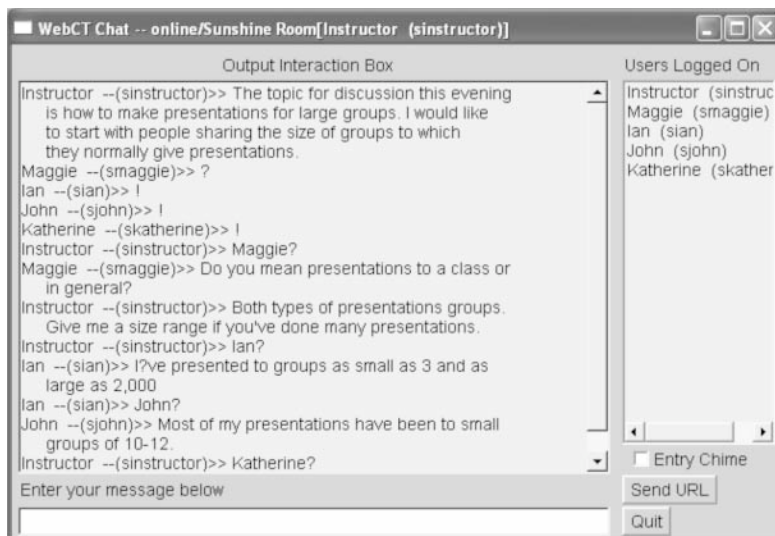 WebCT Chat -- online/Sunshine Room[Instructor (sinstructor)]
Output Interaction Box
Instructor --(sinstructor)>> The topic for discussion this evening
is how to make presentations for large groups. I would like
to start with people sharing the size of groups to which
they normally give presentations.
Maggie --(smaggie)>> ?
Ian --(sian)>> !
John --(sjohn)>> !
Katherine --(skatherine)>> !
Instructor --(sinstructor)>> Maggie?
Maggie --(smaggie)>> Do you mean presentations to a class or
in general?
Instructor --(sinstructor)>> Both types of presentations groups.
Give me a size range if you've done many presentations.
Instructor --(sinstructor)>> Ian?
Ian --(sian)>> I?ve presented to groups as small as 3 and as
large as 2,000
Ian --(sian)>> John?
John --(sjohn)>> Most of my presentations have been to small
groups of 10-12.
Instructor --(sinstructor)>> Katherine?
Enter your message below
Users Logged On
Instructor (sinstruc
Maggie (smaggie)
Ian (sian)
John (sjohn)
Katherine (skather
Entry Chime
Send URL
Quit